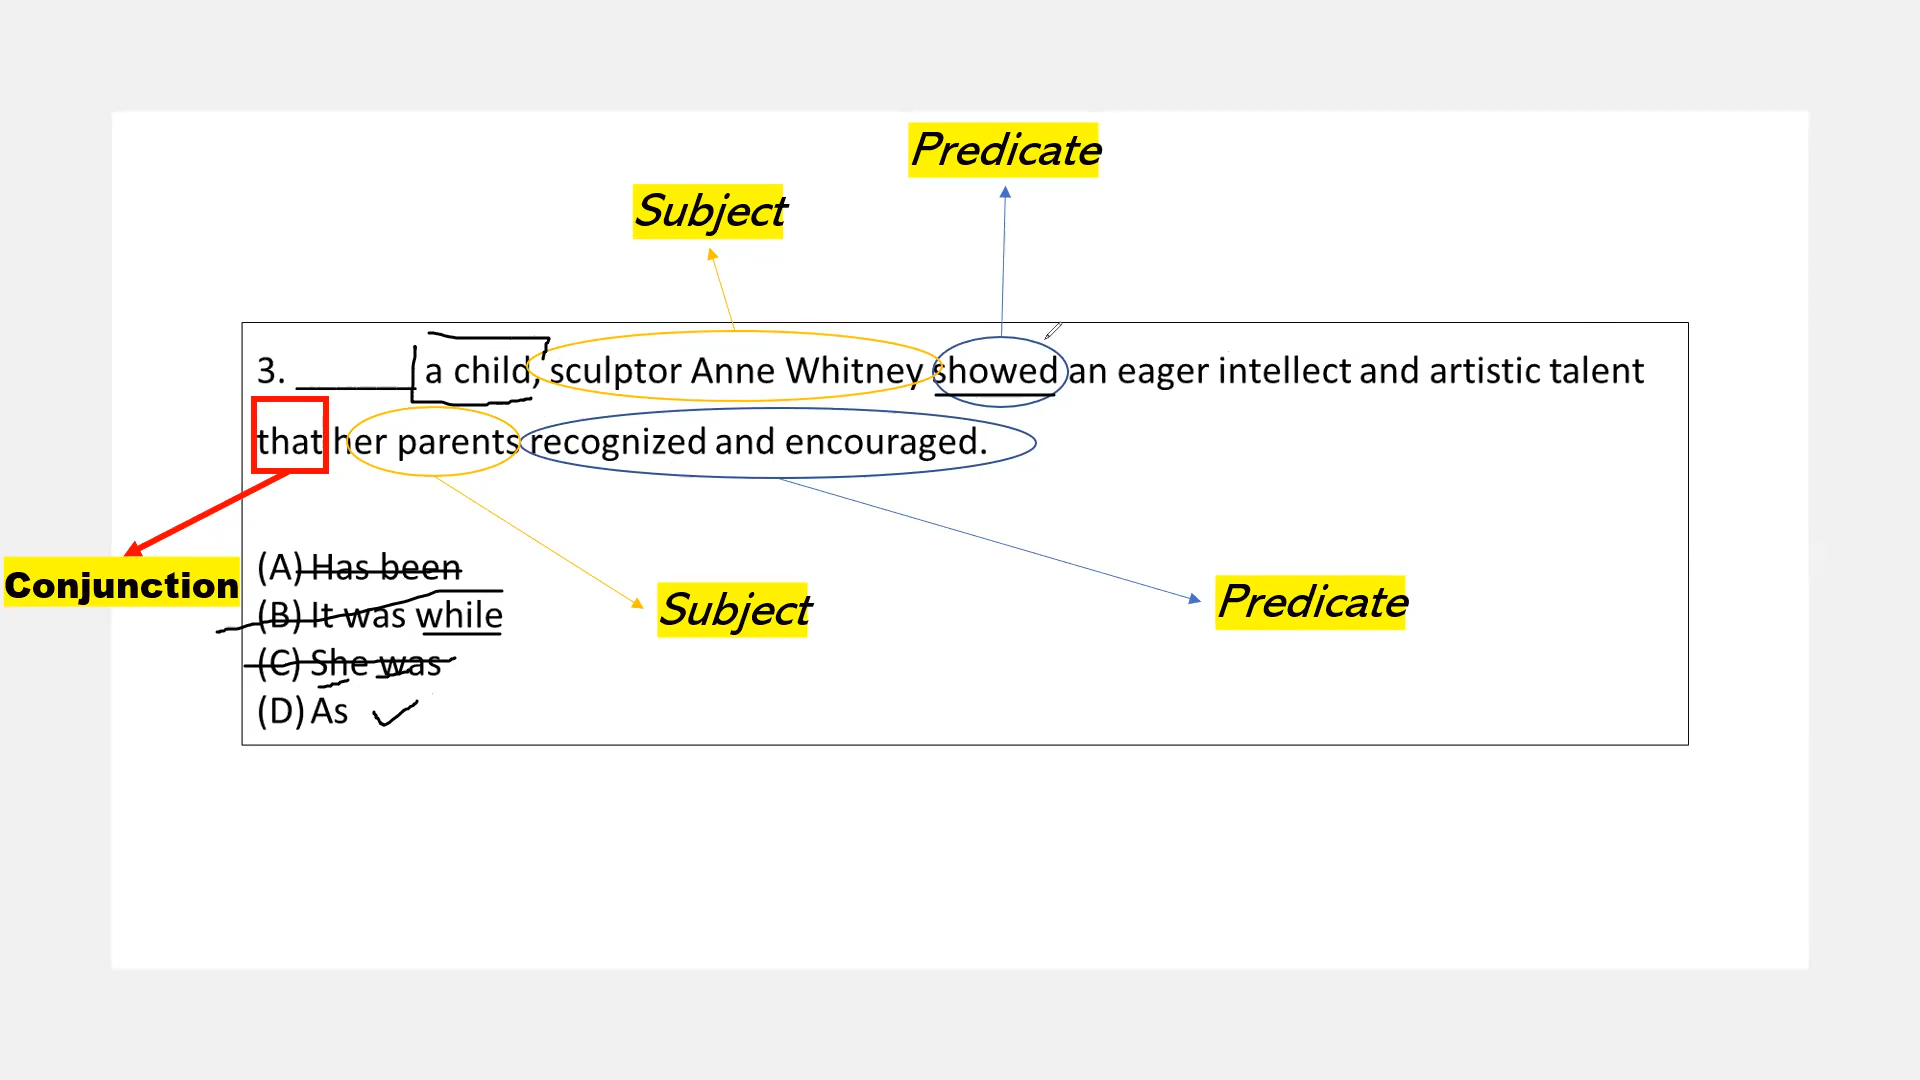 Predicate
Subject
3. _______ a child, sculptor Anne Whitney showed an eager intellect and artistic talent
that her parents recognized and encouraged.
Conjunction
(A) Has been
(B) It was while
(C) She was
(D) As
Subject
Predicate